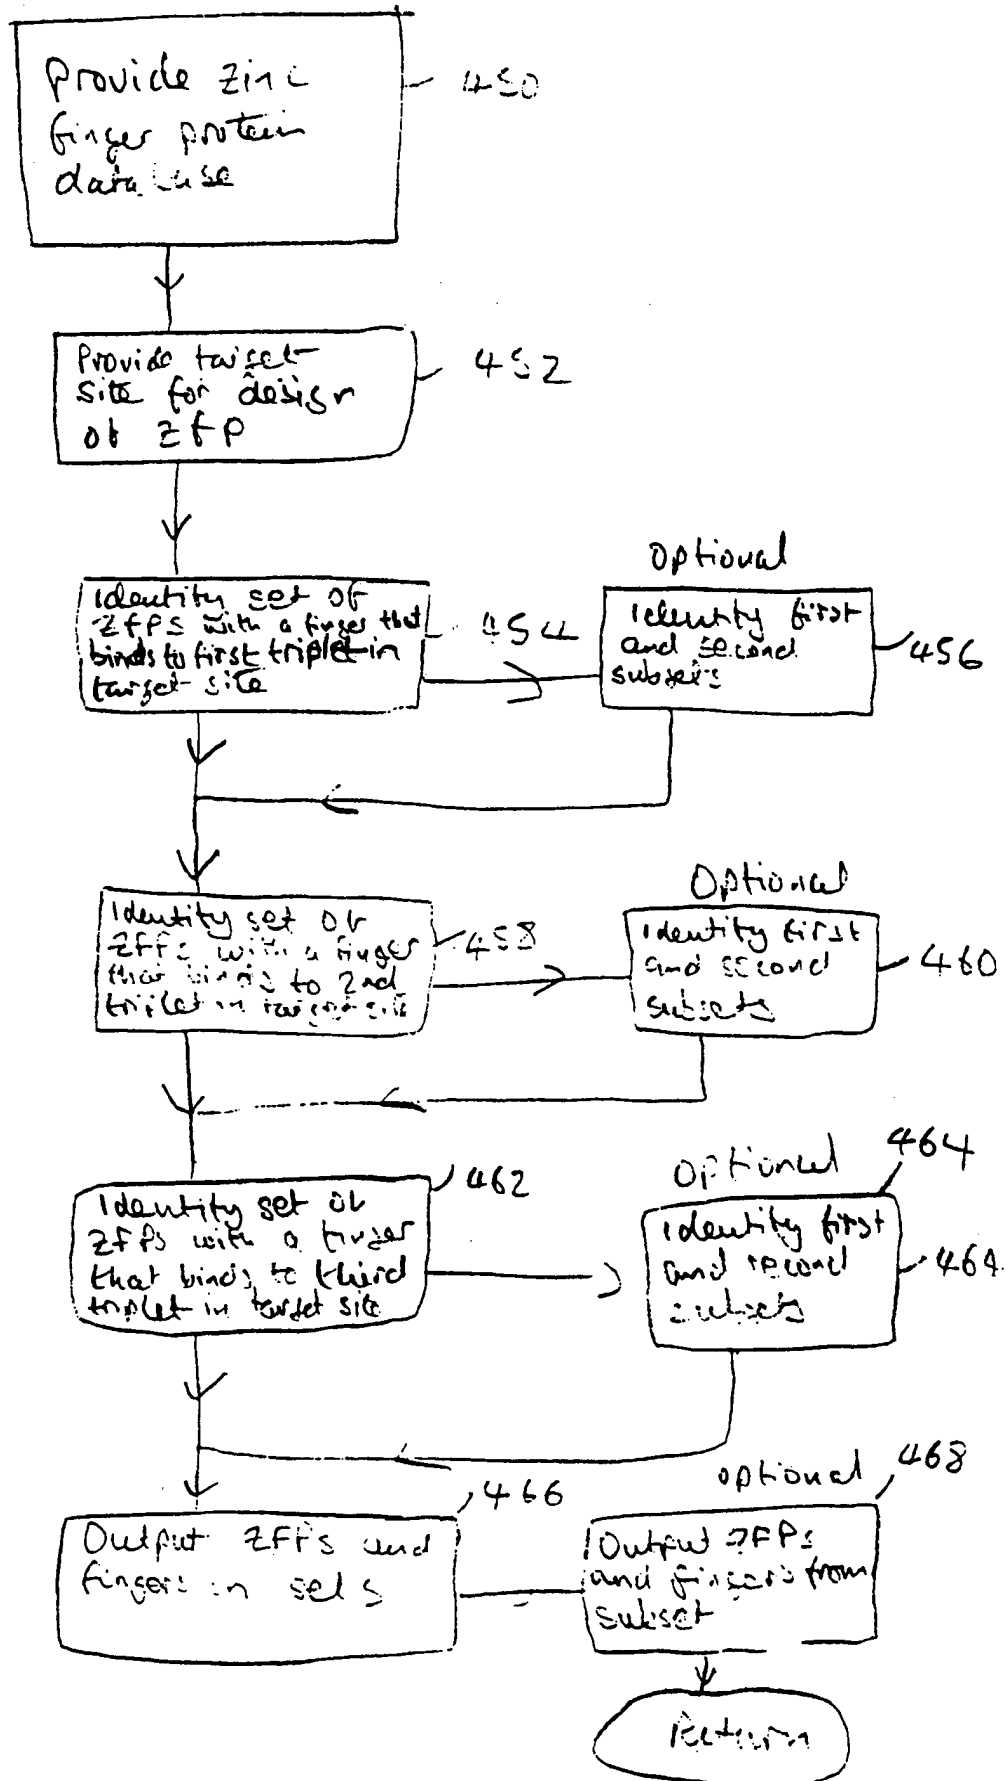 Provide zinc
finger protein
database
450
Provide target
site for design
of ZFP
452
Identify set of
ZFPs with a finger that
binds to first triplet in
target site
454
Optional
Identify first
and second
subsets
456
Identify set of
ZFPs with a finger
that binds to 2nd
triplet in target site
458
Optional
Identify first
and second
subsets
460
Identify set of
ZFPs with a finger
that binds to third
triplet in target site
462
Optional
464
Identify first
and second
subsets
464
Output ZFPs and
fingers in sets
466
optional
468
Output ZFPs
and fingers from
subset
Return